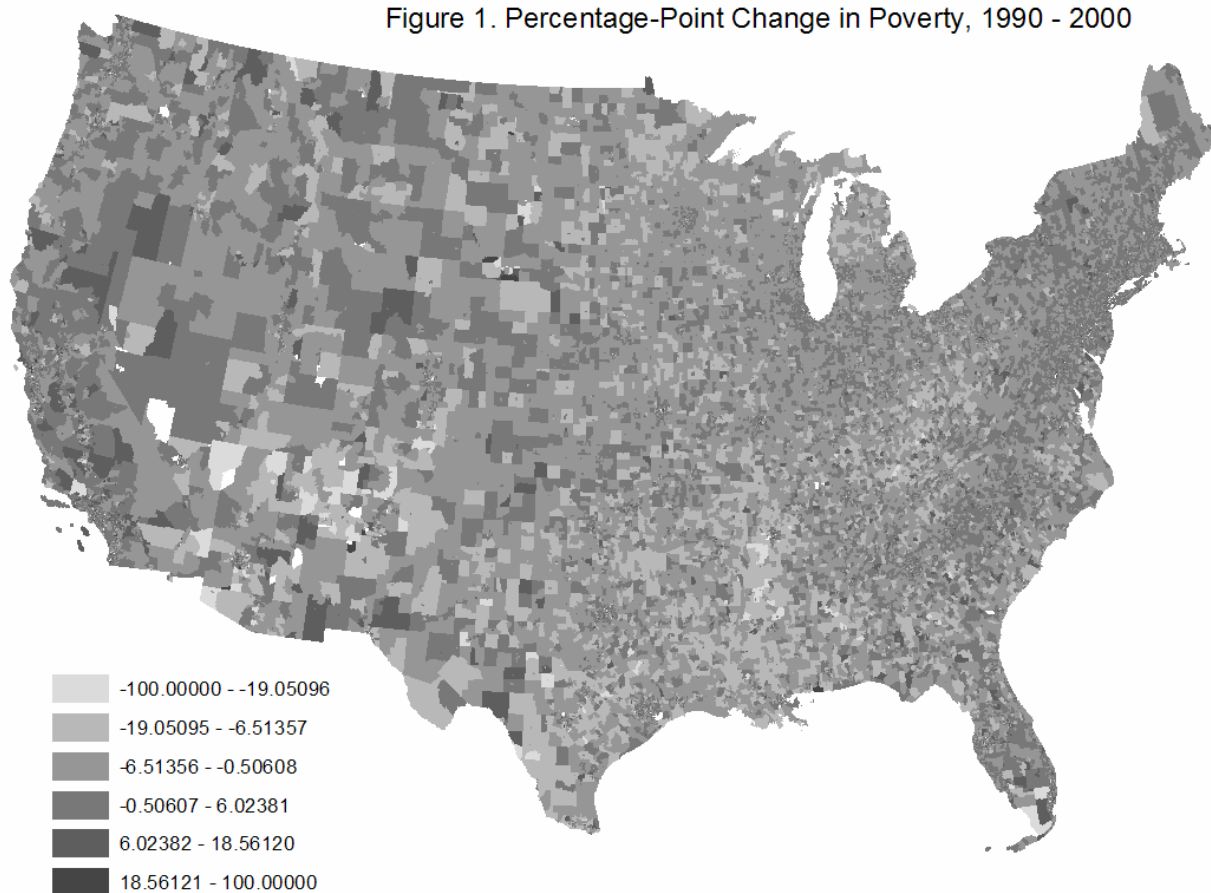 Figure 1. Percentage-Point Change in Poverty, 1990 - 2000
-100.00000 - -19.05096
-19.05095 - -6.51357
-6.51356 - -0.50608
-0.50607 - 6.02381
6.02382 - 18.56120
18.56121 - 100.00000